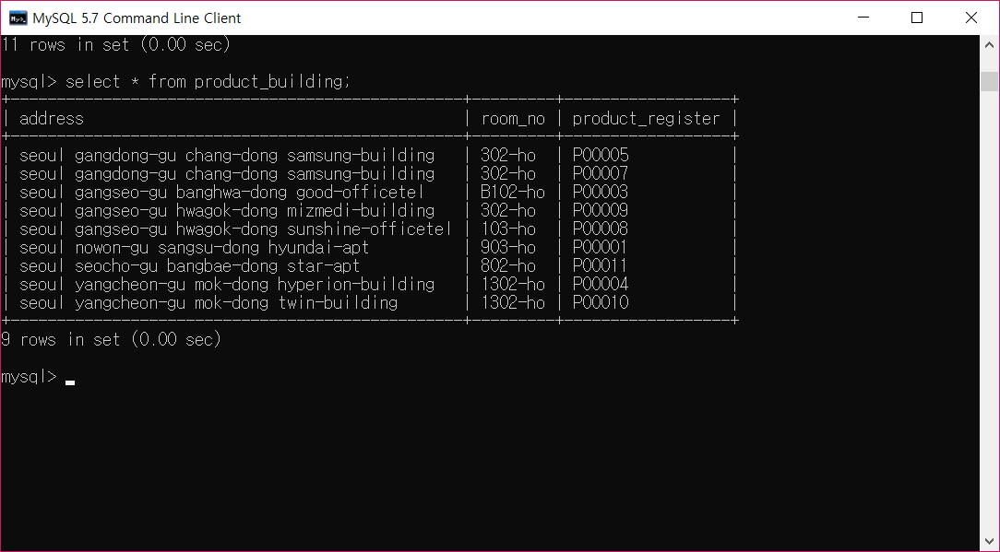 MySQL 5.7 Command Line Client
11 rows in set (0.00 sec)
mysql> select * from product_building;
+------------------------------------------------+---------+------------------+
| address | room_no | product_register |
+------------------------------------------------+---------+------------------+
| seoul gangdong-gu chang-dong samsung-building | 302-ho | P00005 |
| seoul gangdong-gu chang-dong samsung-building | 302-ho | P00007 |
| seoul gangseo-gu banghwa-dong good-officetel | B102-ho | P00003 |
| seoul gangseo-gu hwagok-dong mizmedi-building | 302-ho | P00009 |
| seoul gangseo-gu hwagok-dong sunshine-officetel | 103-ho | P00008 |
| seoul nowon-gu sangsu-dong hyundai-apt | 903-ho | P00001 |
| seoul seocho-gu bangbae-dong star-apt | 802-ho | P00011 |
| seoul yangcheon-gu mok-dong hyperion-building | 1302-ho | P00004 |
| seoul yangcheon-gu mok-dong twin-building | 1302-ho | P00010 |
+------------------------------------------------+---------+------------------+
9 rows in set (0.00 sec)
mysql> _